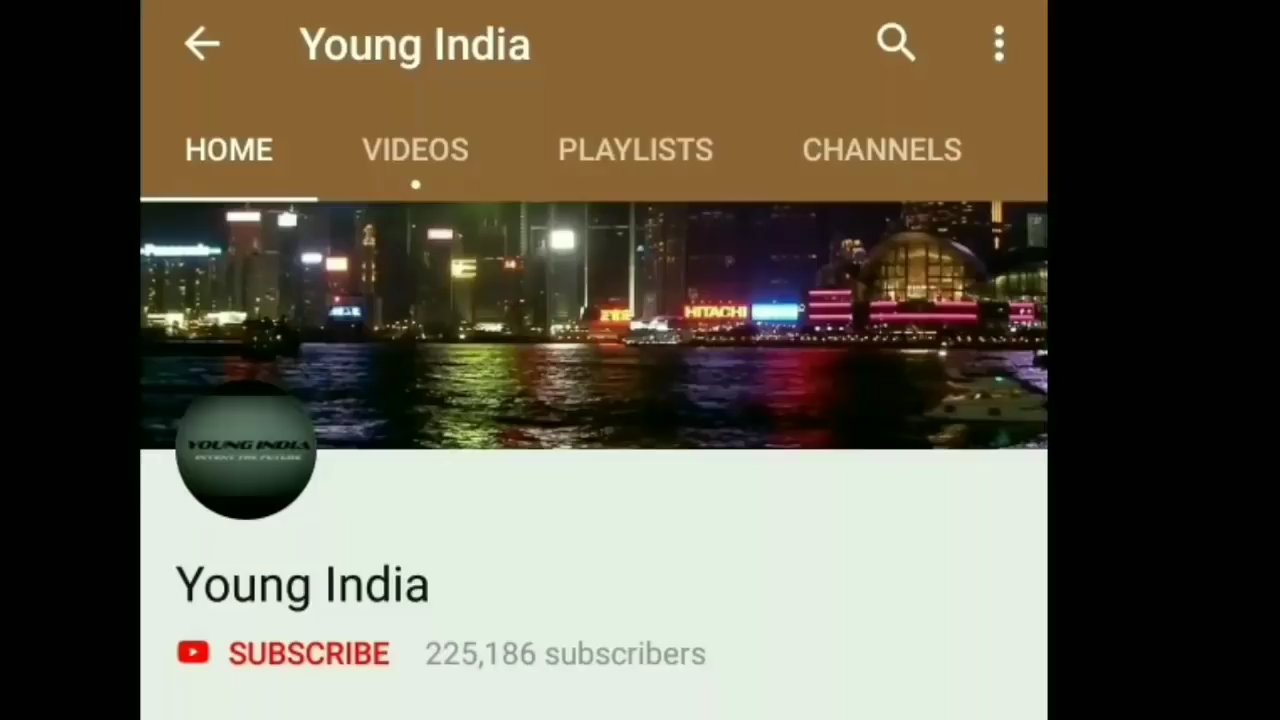 Young India
HOME VIDEOS PLAYLISTS CHANNELS
HITACHI
YOUNG INDIA
Young India
SUBSCRIBE 225,186 subscribers